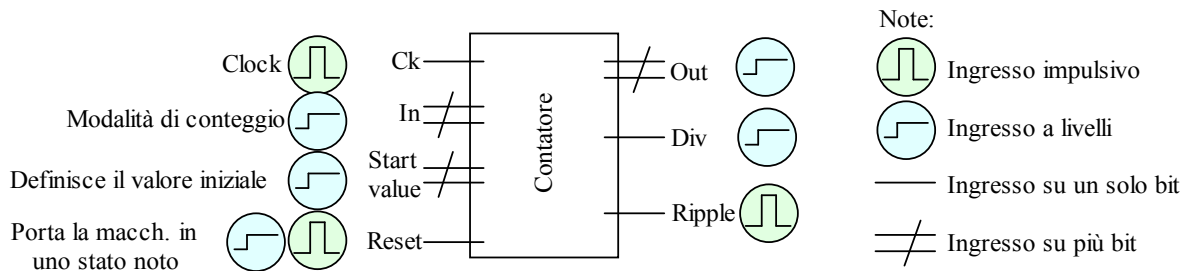 Note:
Clock
Ck
Out
Ingresso impulsivo
Modalità di conteggio
In
Contatore
Div
Ingresso a livelli
Definisce il valore iniziale
Start
value
Ingresso su un solo bit
Porta la macch. in
uno stato noto
Reset
Ripple
Ingresso su più bit